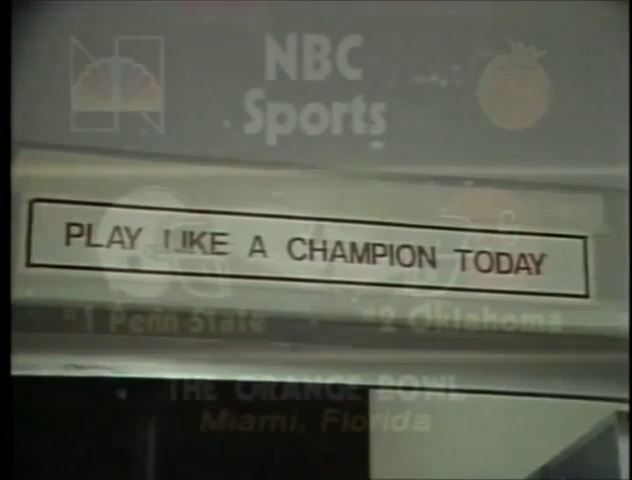 NBC
Sports
PLAY LIKE A CHAMPION TODAY
#1 Penn State #2 Oklahoma
THE ORANGE BOWL
Miami, Florida